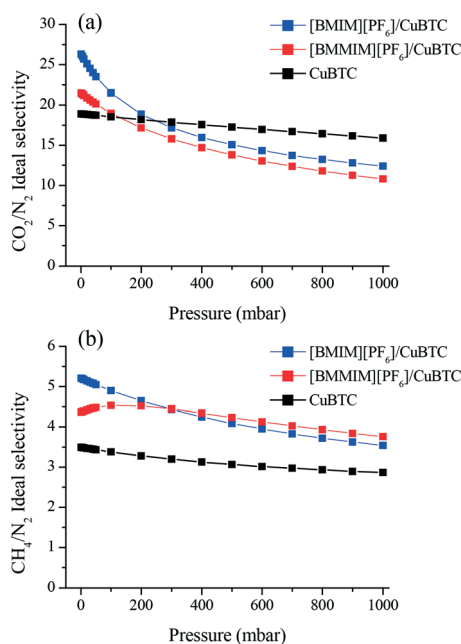 (a)
[BMIM][PF6]/CuBTC
[BMMIM][PF6]/CuBTC
CuBTC
CO2/N2 Ideal selectivity
30
25
20
15
10
5
0
0 200 400 600 800 1000
Pressure (mbar)
(b)
[BMIM][PF6]/CuBTC
[BMMIM][PF6]/CuBTC
CuBTC
CH4/N2 Ideal selectivity
6
5
4
3
2
1
0
0 200 400 600 800 1000
Pressure (mbar)